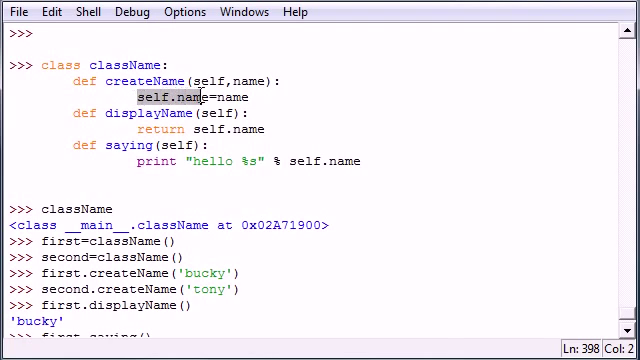 File Edit Shell Debug Options Windows Help
>>>
>>> class className:
def createName(self,name):
self.name=name
def displayName(self):
return self.name
def saying(self):
print "hello %s" % self.name
>>> className
<class __main__.className at 0x02A71900>
>>> first=className()
>>> second=className()
>>> first.createName('bucky')
>>> second.createName('tony')
>>> first.displayName()
'bucky'
>>> first.saying()
Ln: 398 Col: 2